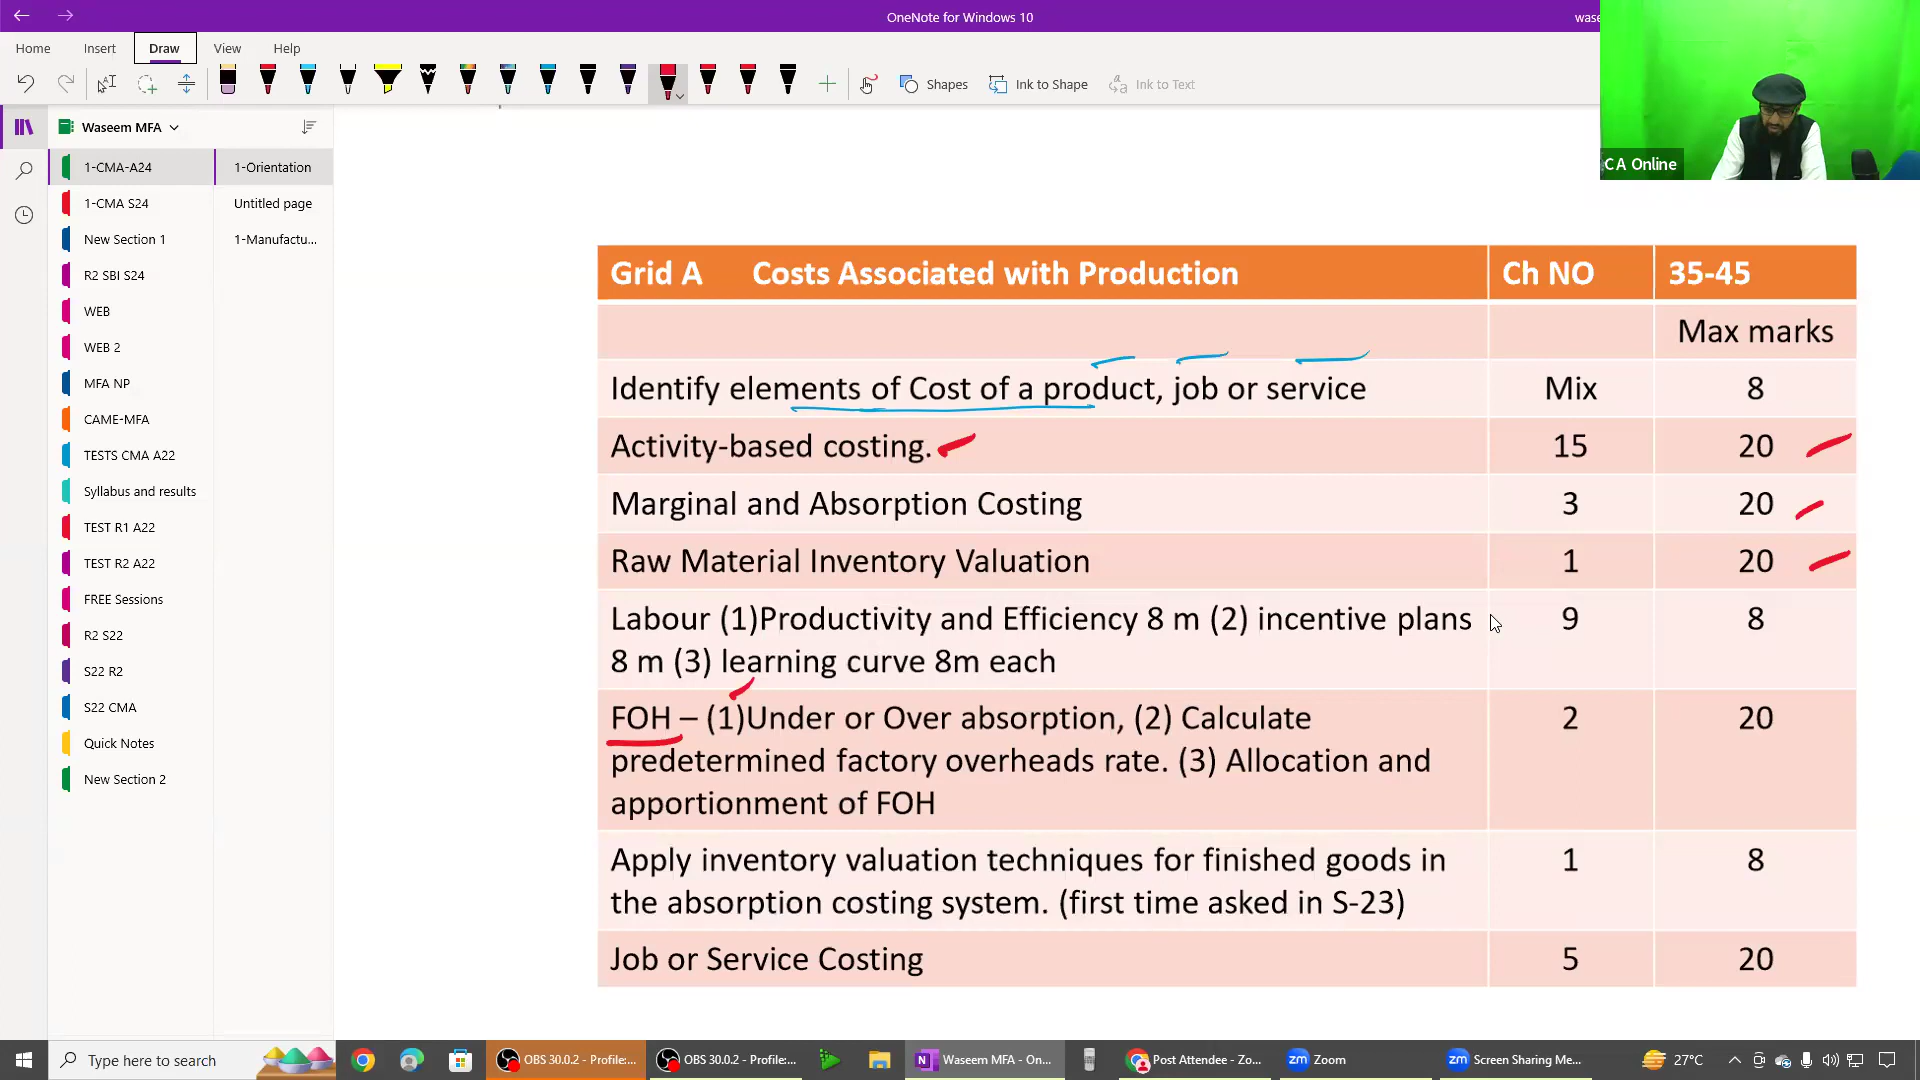 OneNote for Windows 10
wase
Home Insert Draw View Help
Shapes Ink to Shape Ink to Text
Waseem MFA
C A Online
1-CMA-A24
1-CMA S24
New Section 1
R2 SBI S24
WEB
WEB 2
MFA NP
CAME-MFA
TESTS CMA A22
Syllabus and results
TEST R1 A22
TEST R2 A22
FREE Sessions
R2 S22
S22 R2
S22 CMA
Quick Notes
New Section 2
1-Orientation
Untitled page
1-Manufactu...
Grid A Costs Associated with Production Ch NO 35-45
Max marks
Identify elements of Cost of a product, job or service Mix 8
Activity-based costing. 15 20
Marginal and Absorption Costing 3 20
Raw Material Inventory Valuation 1 20
Labour (1)Productivity and Efficiency 8 m (2) incentive plans 9 8
8 m (3) learning curve 8m each
FOH – (1)Under or Over absorption, (2) Calculate 2 20
predetermined factory overheads rate. (3) Allocation and
apportionment of FOH
Apply inventory valuation techniques for finished goods in 1 8
the absorption costing system. (first time asked in S-23)
Job or Service Costing 5 20
Type here to search OBS 30.0.2 - Profile:... OBS 30.0.2 - Profile:... Waseem MFA - On... Post Attendee - Zo... zm Zoom zm Screen Sharing Me... 27°C